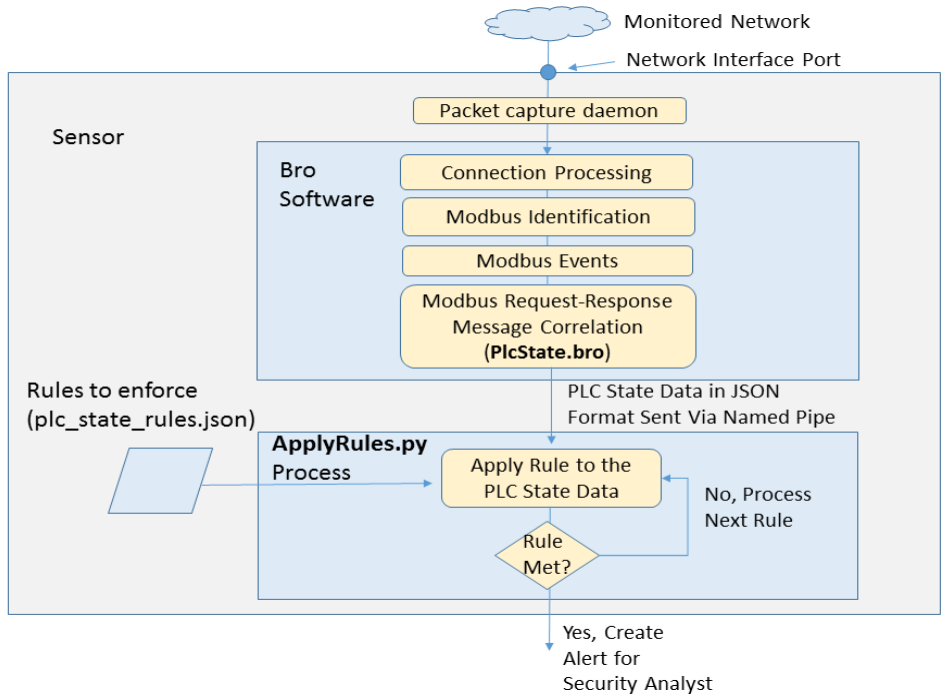 Monitored Network
Network Interface Port
Packet capture daemon
Sensor
Bro
Software
Connection Processing
Modbus Identification
Modbus Events
Modbus Request-Response
Message Correlation
(PlcState.bro)
Rules to enforce
(plc_state_rules.json)
PLC State Data in JSON
Format Sent Via Named Pipe
ApplyRules.py
Process
Apply Rule to the
PLC State Data
No, Process
Next Rule
Rule
Met?
Yes, Create
Alert for
Security Analyst